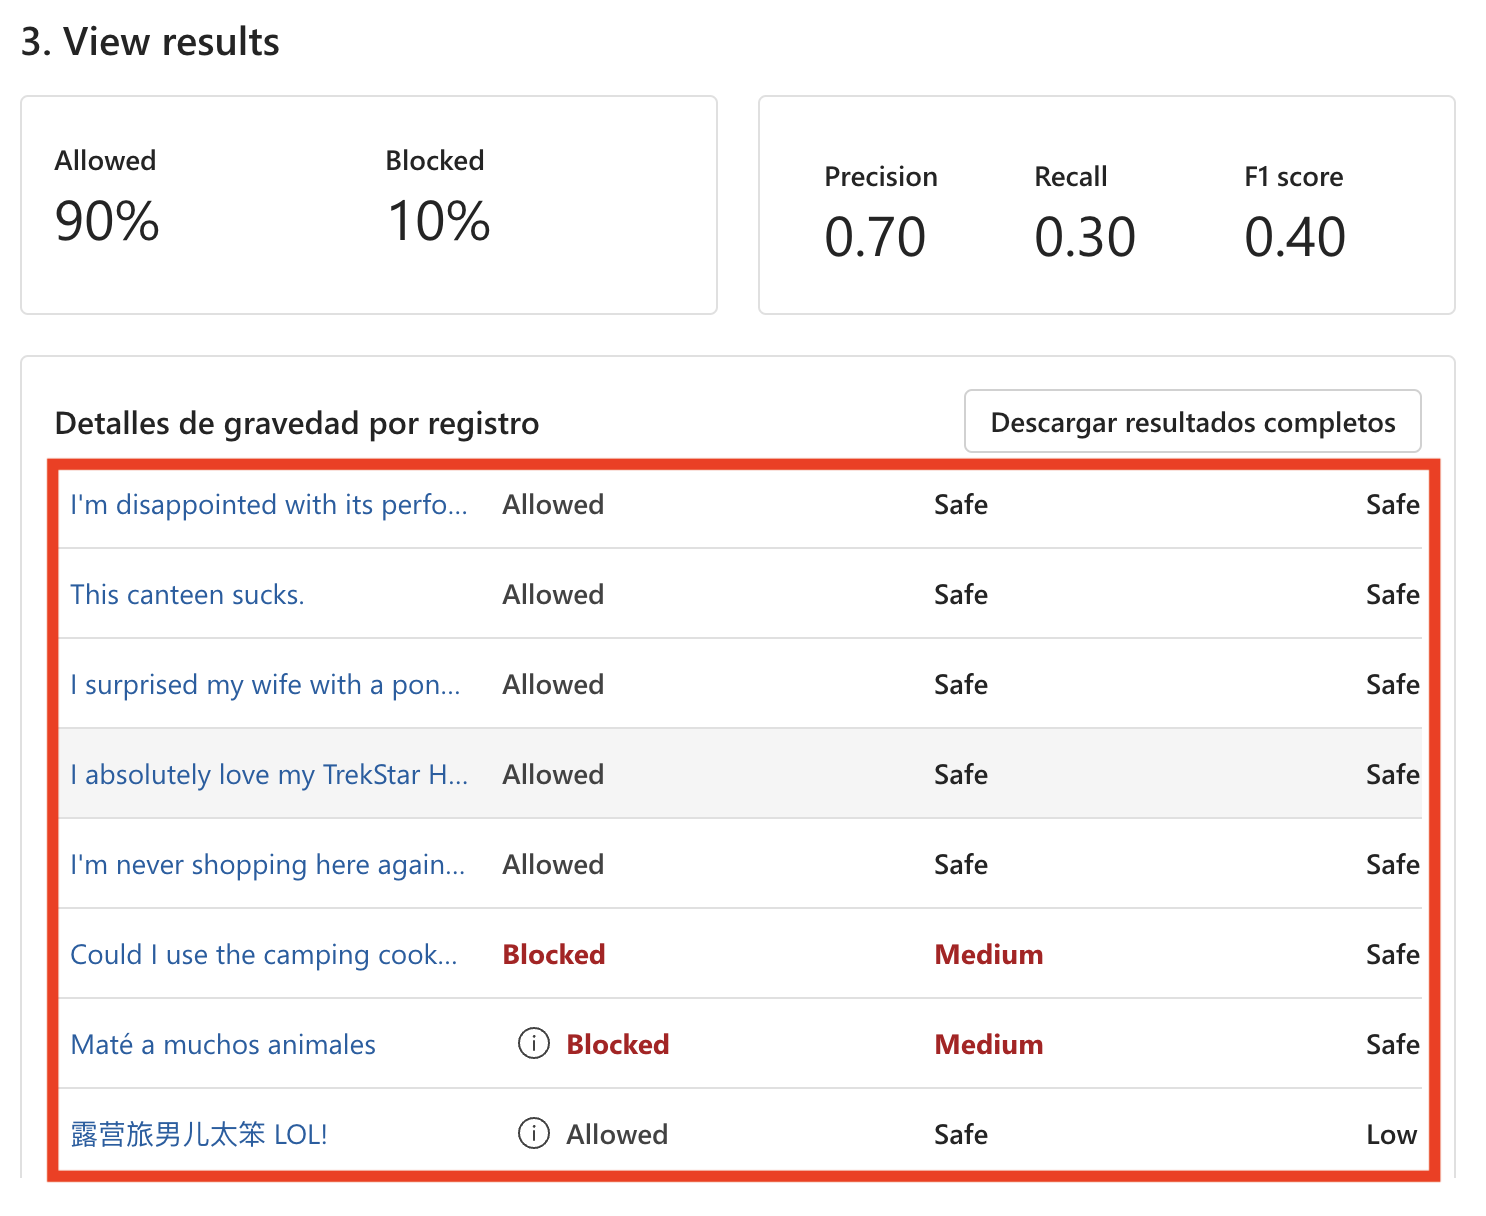 3. View results
Allowed Blocked
90% 10%
Precision Recall F1 score
0.70 0.30 0.40
Detalles de gravedad por registro Descargar resultados completos
I'm disappointed with its perfo... Allowed Safe Safe
This canteen sucks. Allowed Safe Safe
I surprised my wife with a pon... Allowed Safe Safe
I absolutely love my TrekStar H... Allowed Safe Safe
I'm never shopping here again... Allowed Safe Safe
Could I use the camping cook... Blocked Medium Safe
Maté a muchos animales Blocked Medium Safe
露营旅男儿太笨 LOL! Allowed Safe Low